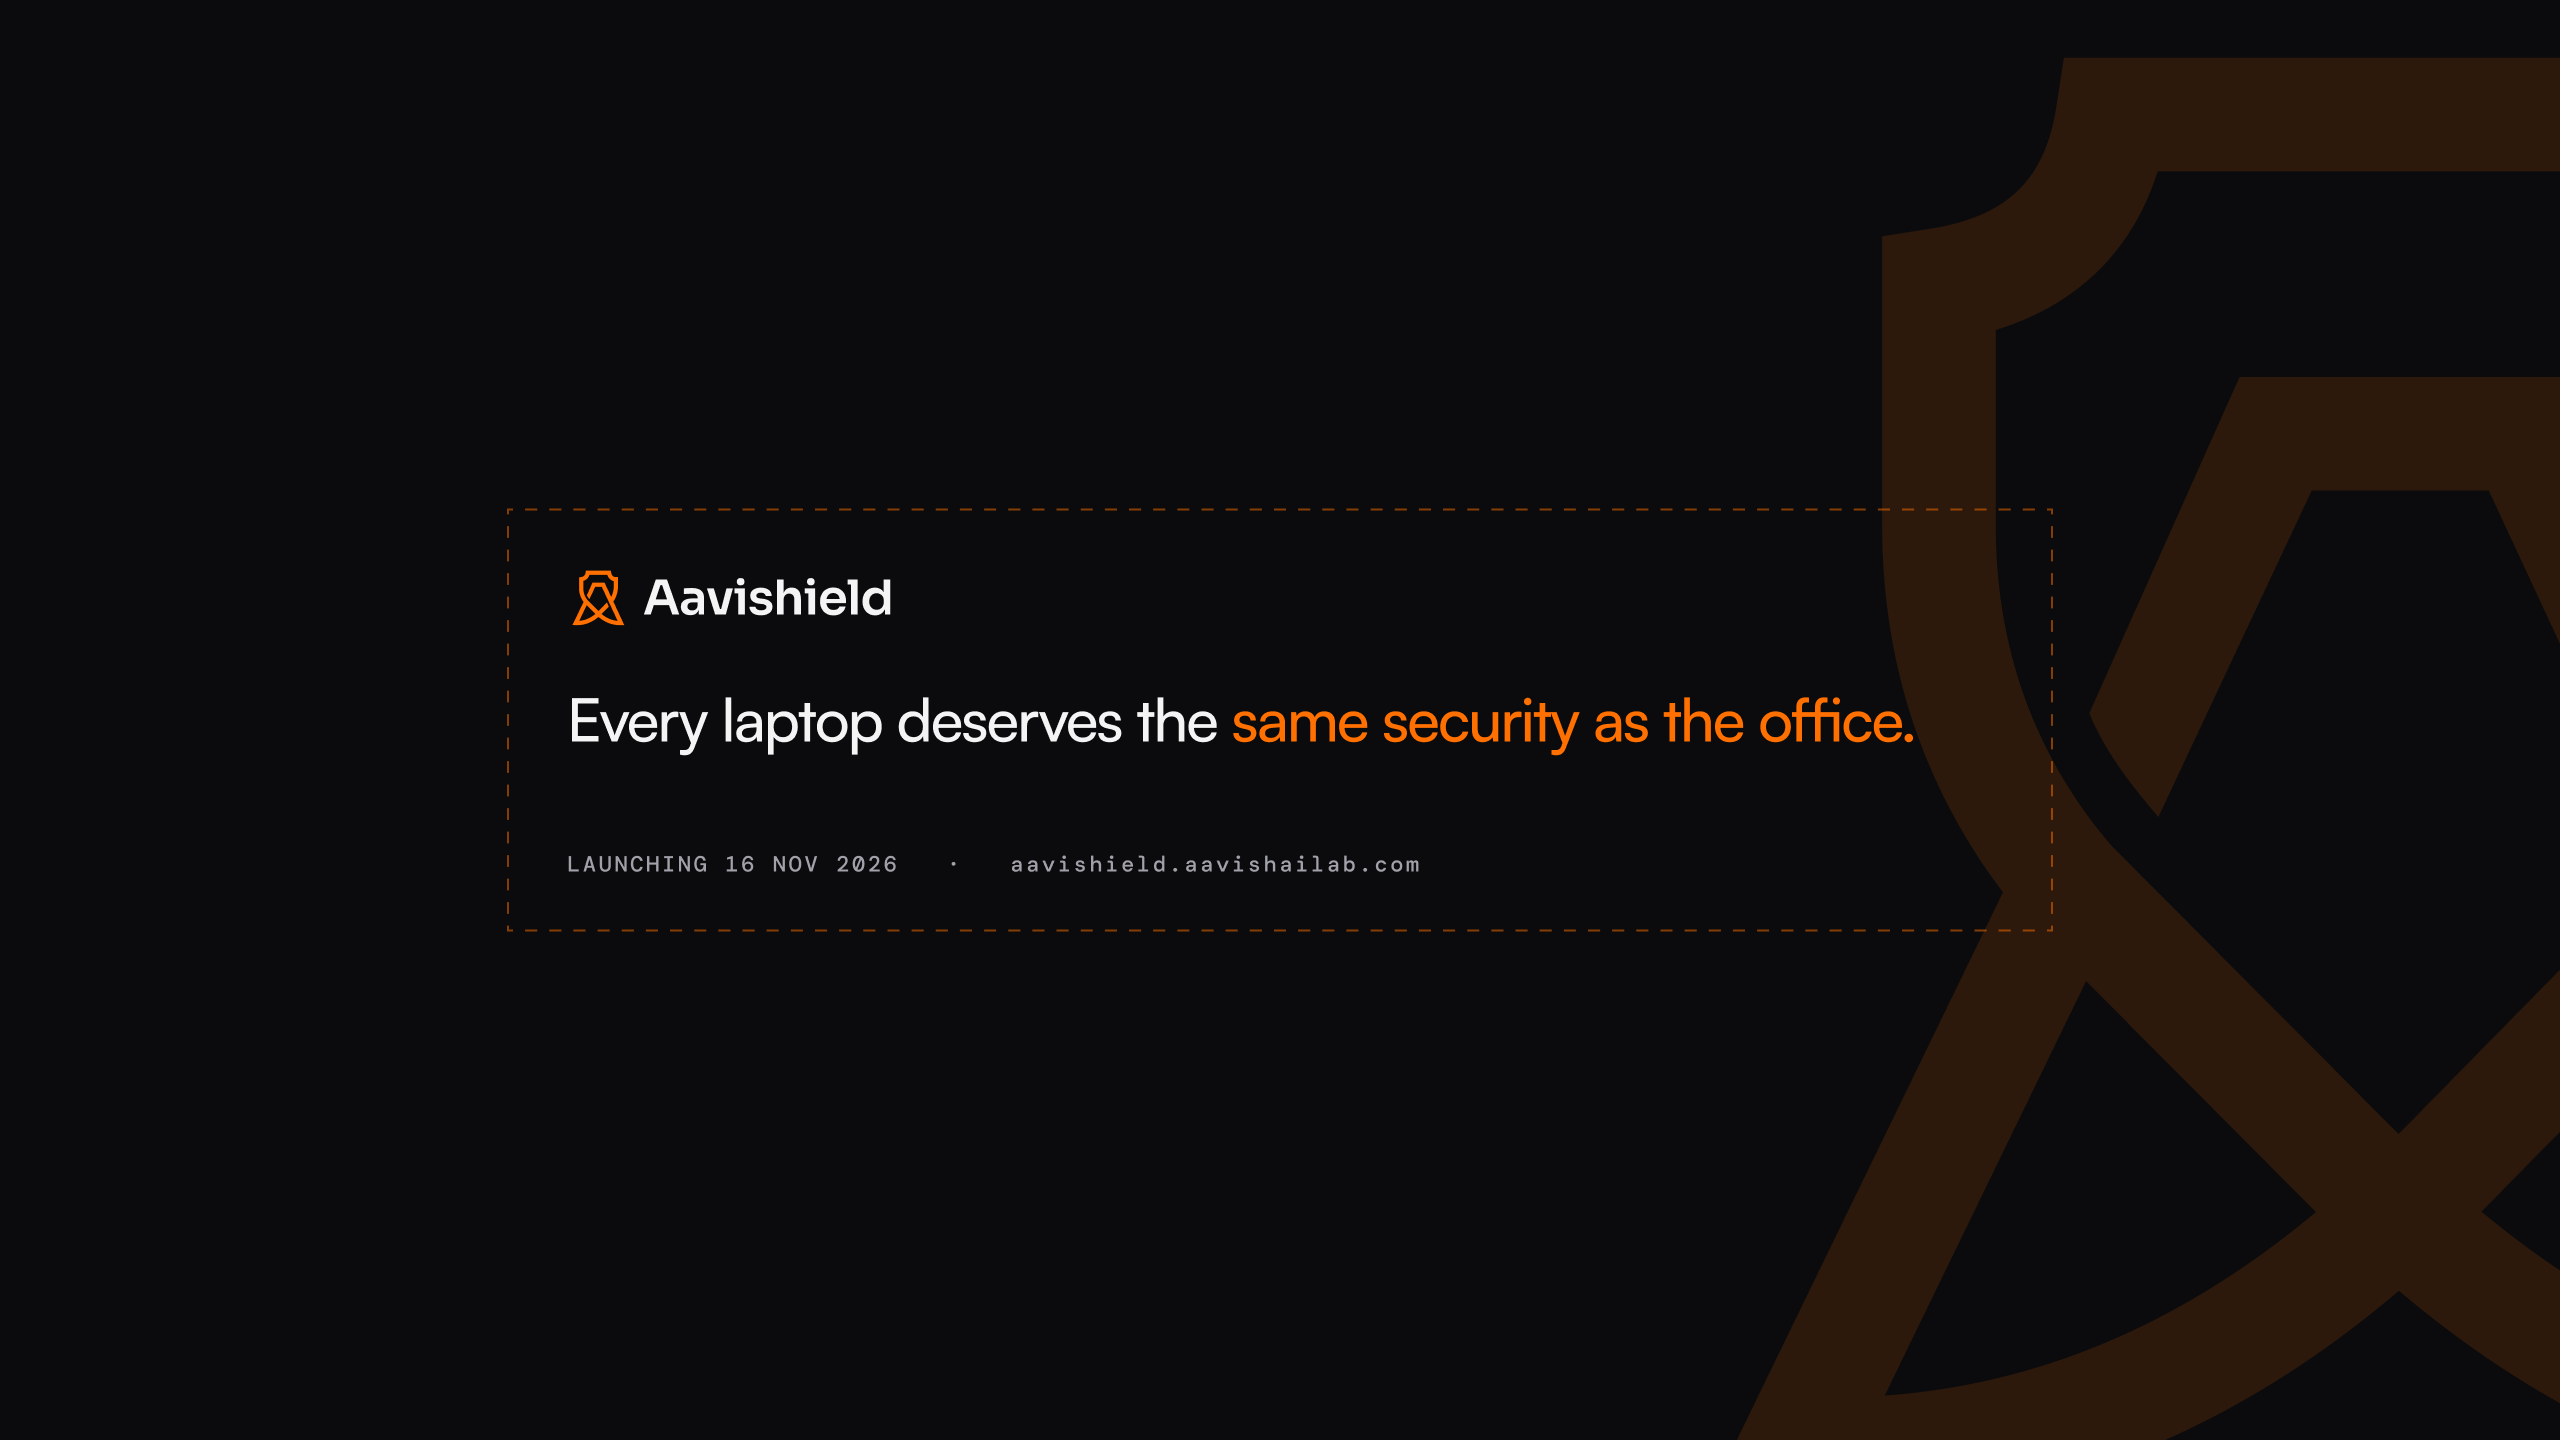 Aavishield
Every laptop deserves the same security as the office.
LAUNCHING 16 NOV 2026 · aavishield.aavishailab.com